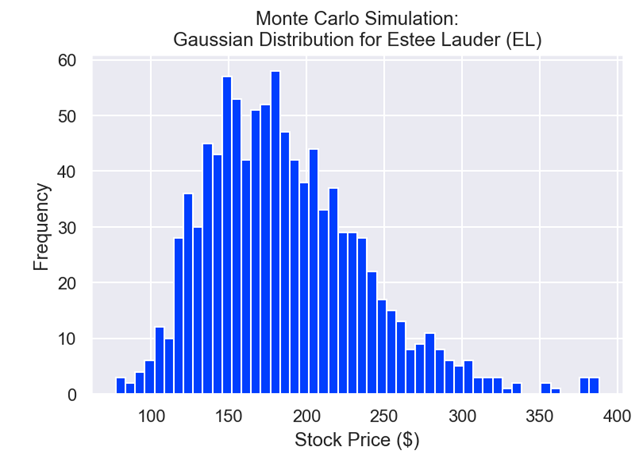 Monte Carlo Simulation:
Gaussian Distribution for Estee Lauder (EL)
60
50
40
30
20
10
0
Frequency
100 150 200 250 300 350 400
Stock Price ($)